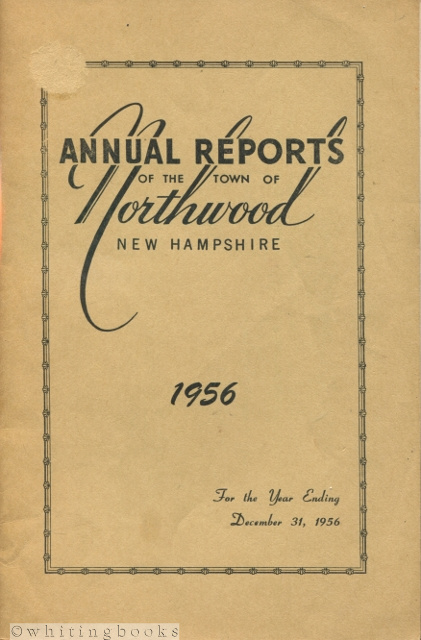 ANNUAL REPORTS
OF THE TOWN OF
Northwood
NEW HAMPSHIRE
1956
For the Year Ending
December 31, 1956
©whitingbooks